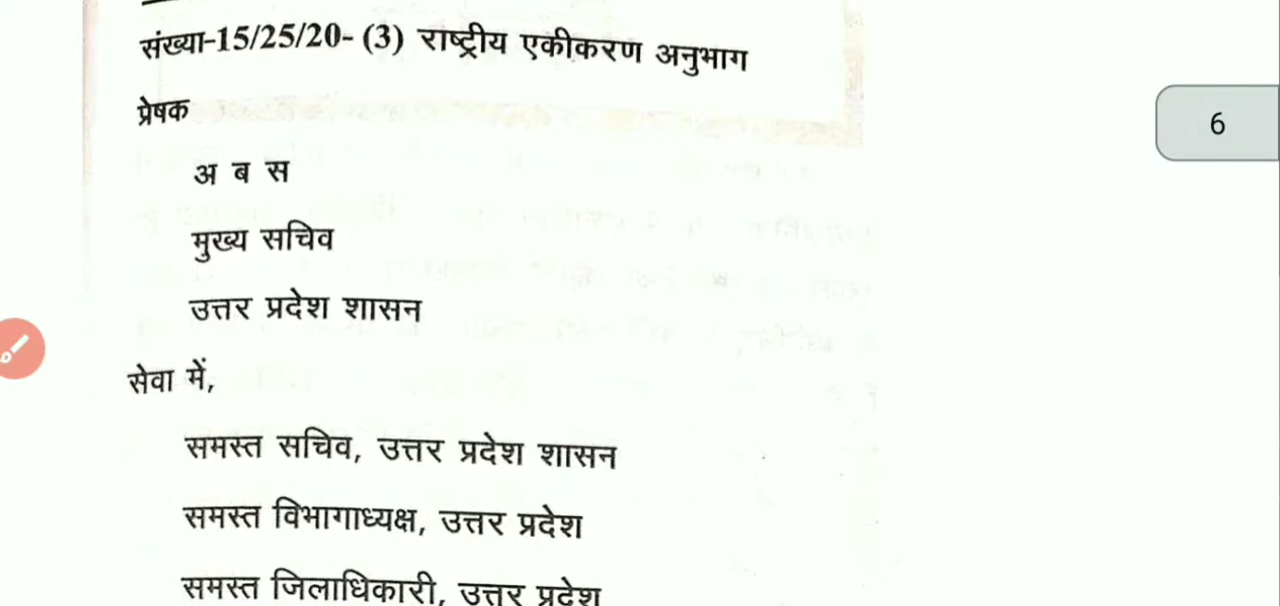 संख्या-15/25/20- (3) राष्ट्रीय एकीकरण अनुभाग
प्रेषक
6
अ ब स
मुख्य सचिव
उत्तर प्रदेश शासन
सेवा में,
समस्त सचिव, उत्तर प्रदेश शासन
समस्त विभागाध्यक्ष, उत्तर प्रदेश
समस्त जिलाधिकारी, उत्तर प्रदेश